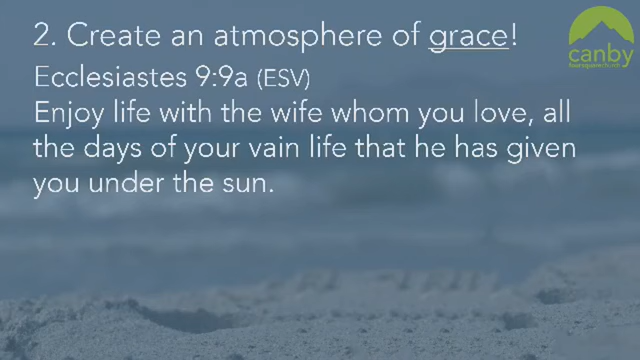 2. Create an atmosphere of grace!
Ecclesiastes 9:9a (ESV)
Enjoy life with the wife whom you love, all
the days of your vain life that he has given
you under the sun.
canby